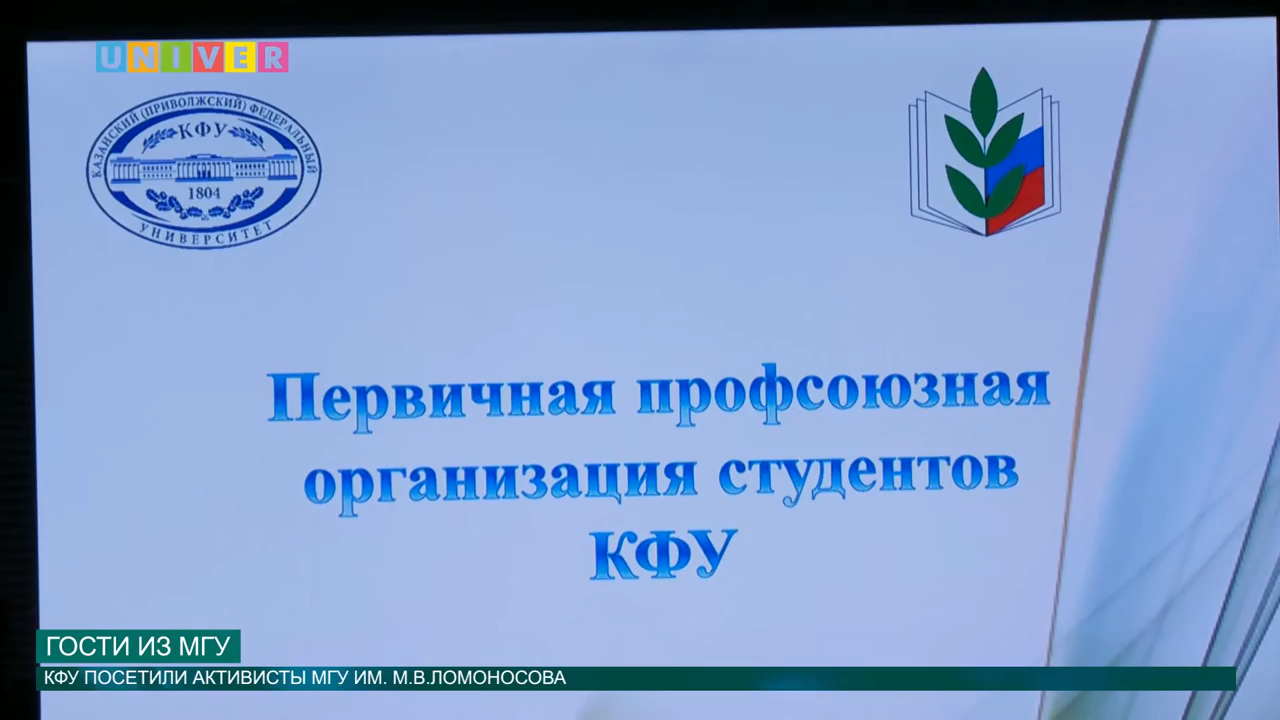 UNIVER
КАЗАНСКИЙ (ПРИВОЛЖСКИЙ) ФЕДЕРАЛЬНЫЙ
КФУ
1804
УНИВЕРСИТЕТ
Первичная профсоюзная
организация студентов
КФУ
ГОСТИ ИЗ МГУ
КФУ ПОСЕТИЛИ АКТИВИСТЫ МГУ ИМ. М.В.ЛОМОНОСОВА